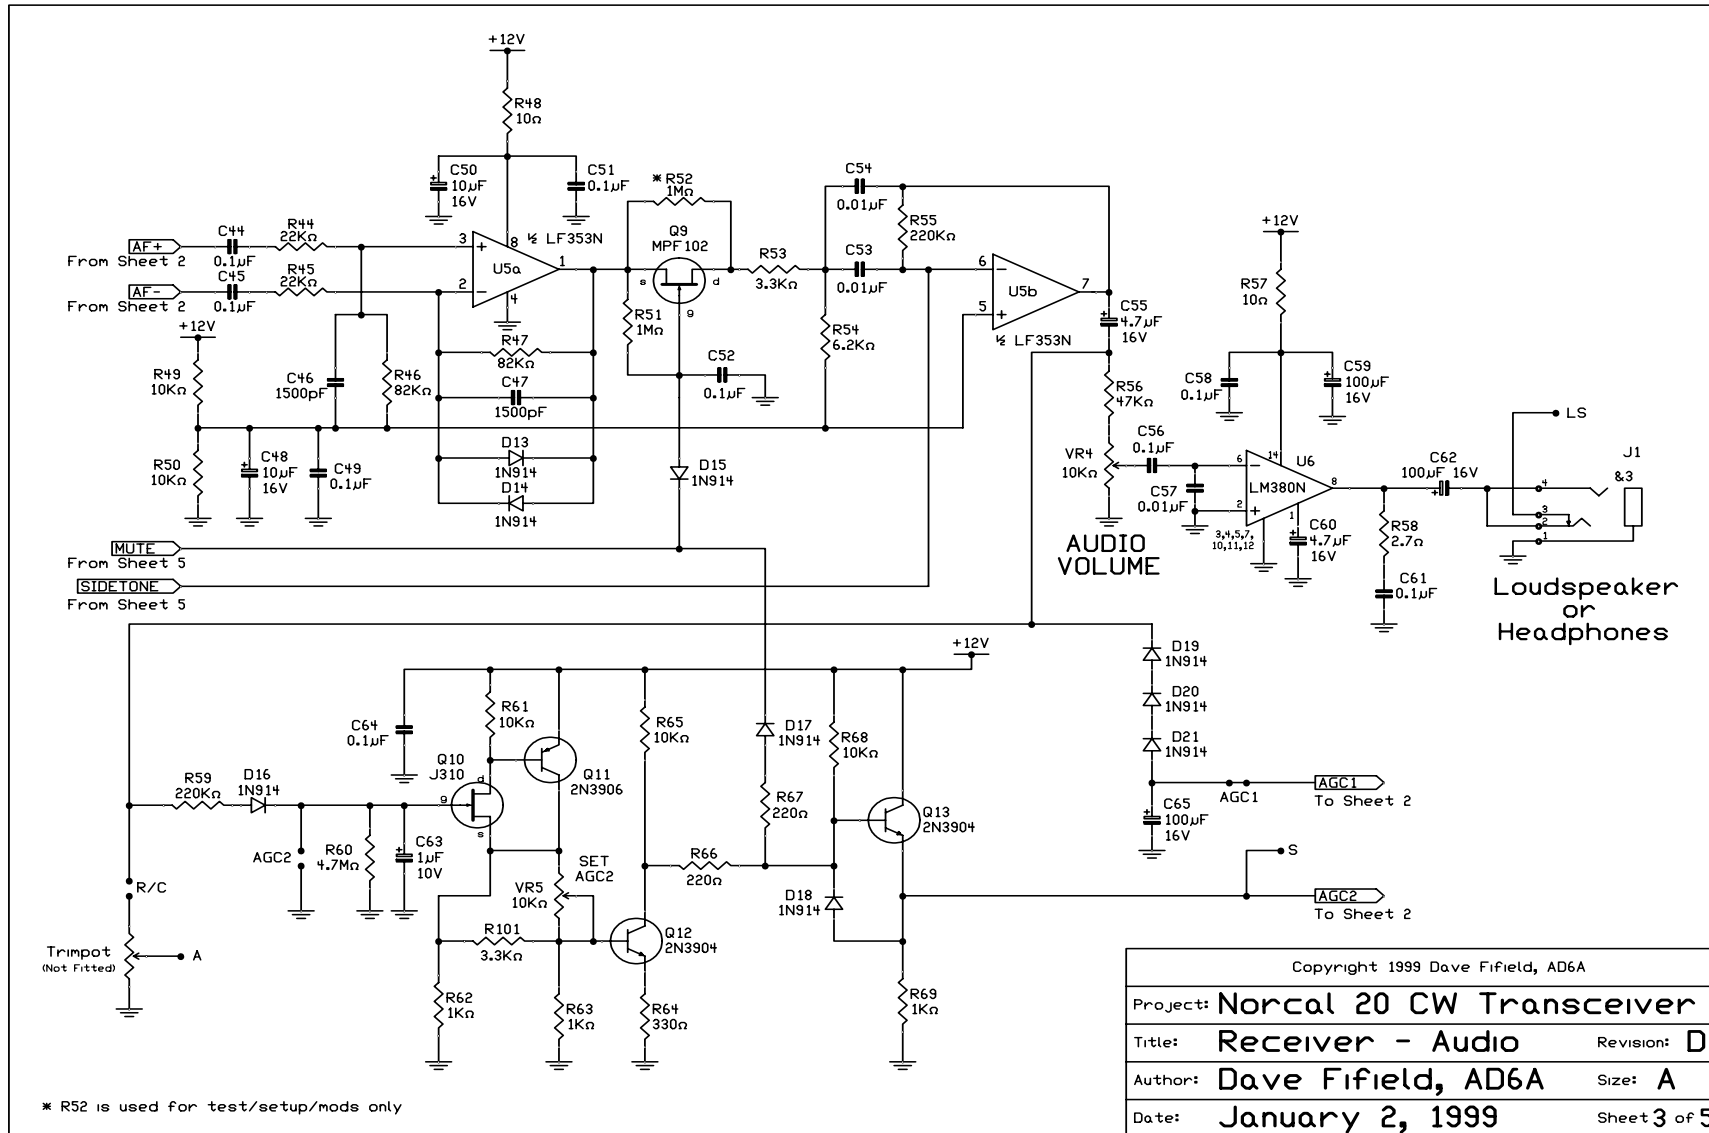 +12V
R48
10Ω
C50
10µF
16V
C51
0.1µF
* R52
1MΩ
C54
0.01µF
+12V
AF+
From Sheet 2
C44
0.1µF
R44
22KΩ
3
+
8
½ LF353N
Q9
MPF102
R55
220KΩ
AF-
From Sheet 2
C45
0.1µF
R45
22KΩ
2
-
U5a
1
4
s
d
g
R53
3.3KΩ
C53
0.01µF
6
-
U5b
7
5
+
½ LF353N
R57
10Ω
C55
4.7µF
16V
+12V
R49
10KΩ
C46
1500pF
R46
82KΩ
R47
82KΩ
C47
1500pF
R51
1MΩ
C52
0.1µF
R54
6.2KΩ
R56
47KΩ
C58
0.1µF
C59
100µF
16V
R50
10KΩ
C48
10µF
16V
C49
0.1µF
D13
1N914
D14
1N914
D15
1N914
VR4
10KΩ
C56
0.1µF
C57
0.01µF
6
-
14
U6
LM380N
8
2
+
1
3,4,5,7,
10,11,12
C60
4.7µF
16V
C62
100µF 16V
+
R58
2.7Ω
C61
0.1µF
LS
J1
&3
4
3
2
1
AUDIO
VOLUME
Loudspeaker
or
Headphones
MUTE
From Sheet 5
SIDETONE
From Sheet 5
+12V
D19
1N914
D20
1N914
D21
1N914
C64
0.1µF
R61
10KΩ
R65
10KΩ
D17
1N914
R68
10KΩ
R59
220KΩ
D16
1N914
Q10
J310
d
g
s
Q11
2N3906
R67
220Ω
Q13
2N3904
AGC1
AGC1
To Sheet 2
C65
100µF
16V
AGC2
R60
4.7MΩ
C63
1µF
10V
SET
AGC2
VR5
10KΩ
R66
220Ω
D18
1N914
S
AGC2
To Sheet 2
R/C
Trimpot
(Not Fitted)
A
R101
3.3KΩ
Q12
2N3904
R62
1KΩ
R63
1KΩ
R64
330Ω
R69
1KΩ
* R52 is used for test/setup/mods only
Copyright 1999 Dave Fifield, AD6A
Project: Norcal 20 CW Transceiver
Title: Receiver - Audio Revision: D
Author: Dave Fifield, AD6A Size: A
Date: January 2, 1999 Sheet 3 of 5